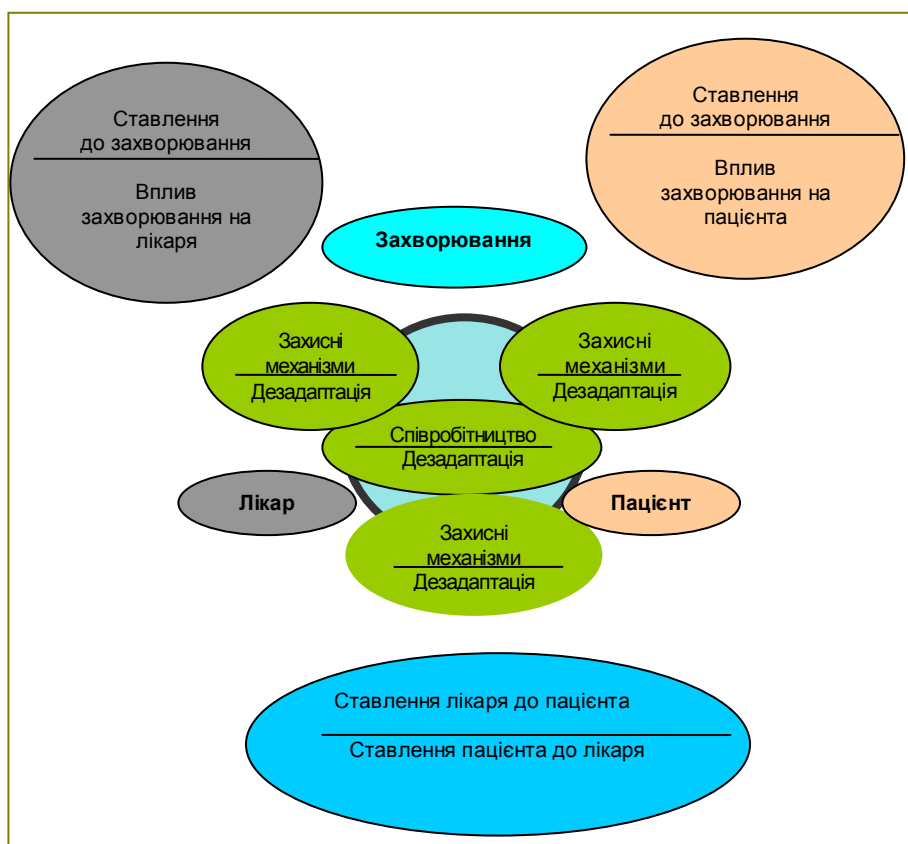 Ставлення
до захворювання
Вплив
захворювання на
лікаря
Ставлення
до захворювання
Вплив
захворювання на
пацієнта
Захворювання
Захисні
механізми
Дезадаптація
Захисні
механізми
Дезадаптація
Співробітництво
Дезадаптація
Лікар
Пацієнт
Захисні
механізми
Дезадаптація
Ставлення лікаря до пацієнта
Ставлення пацієнта до лікаря